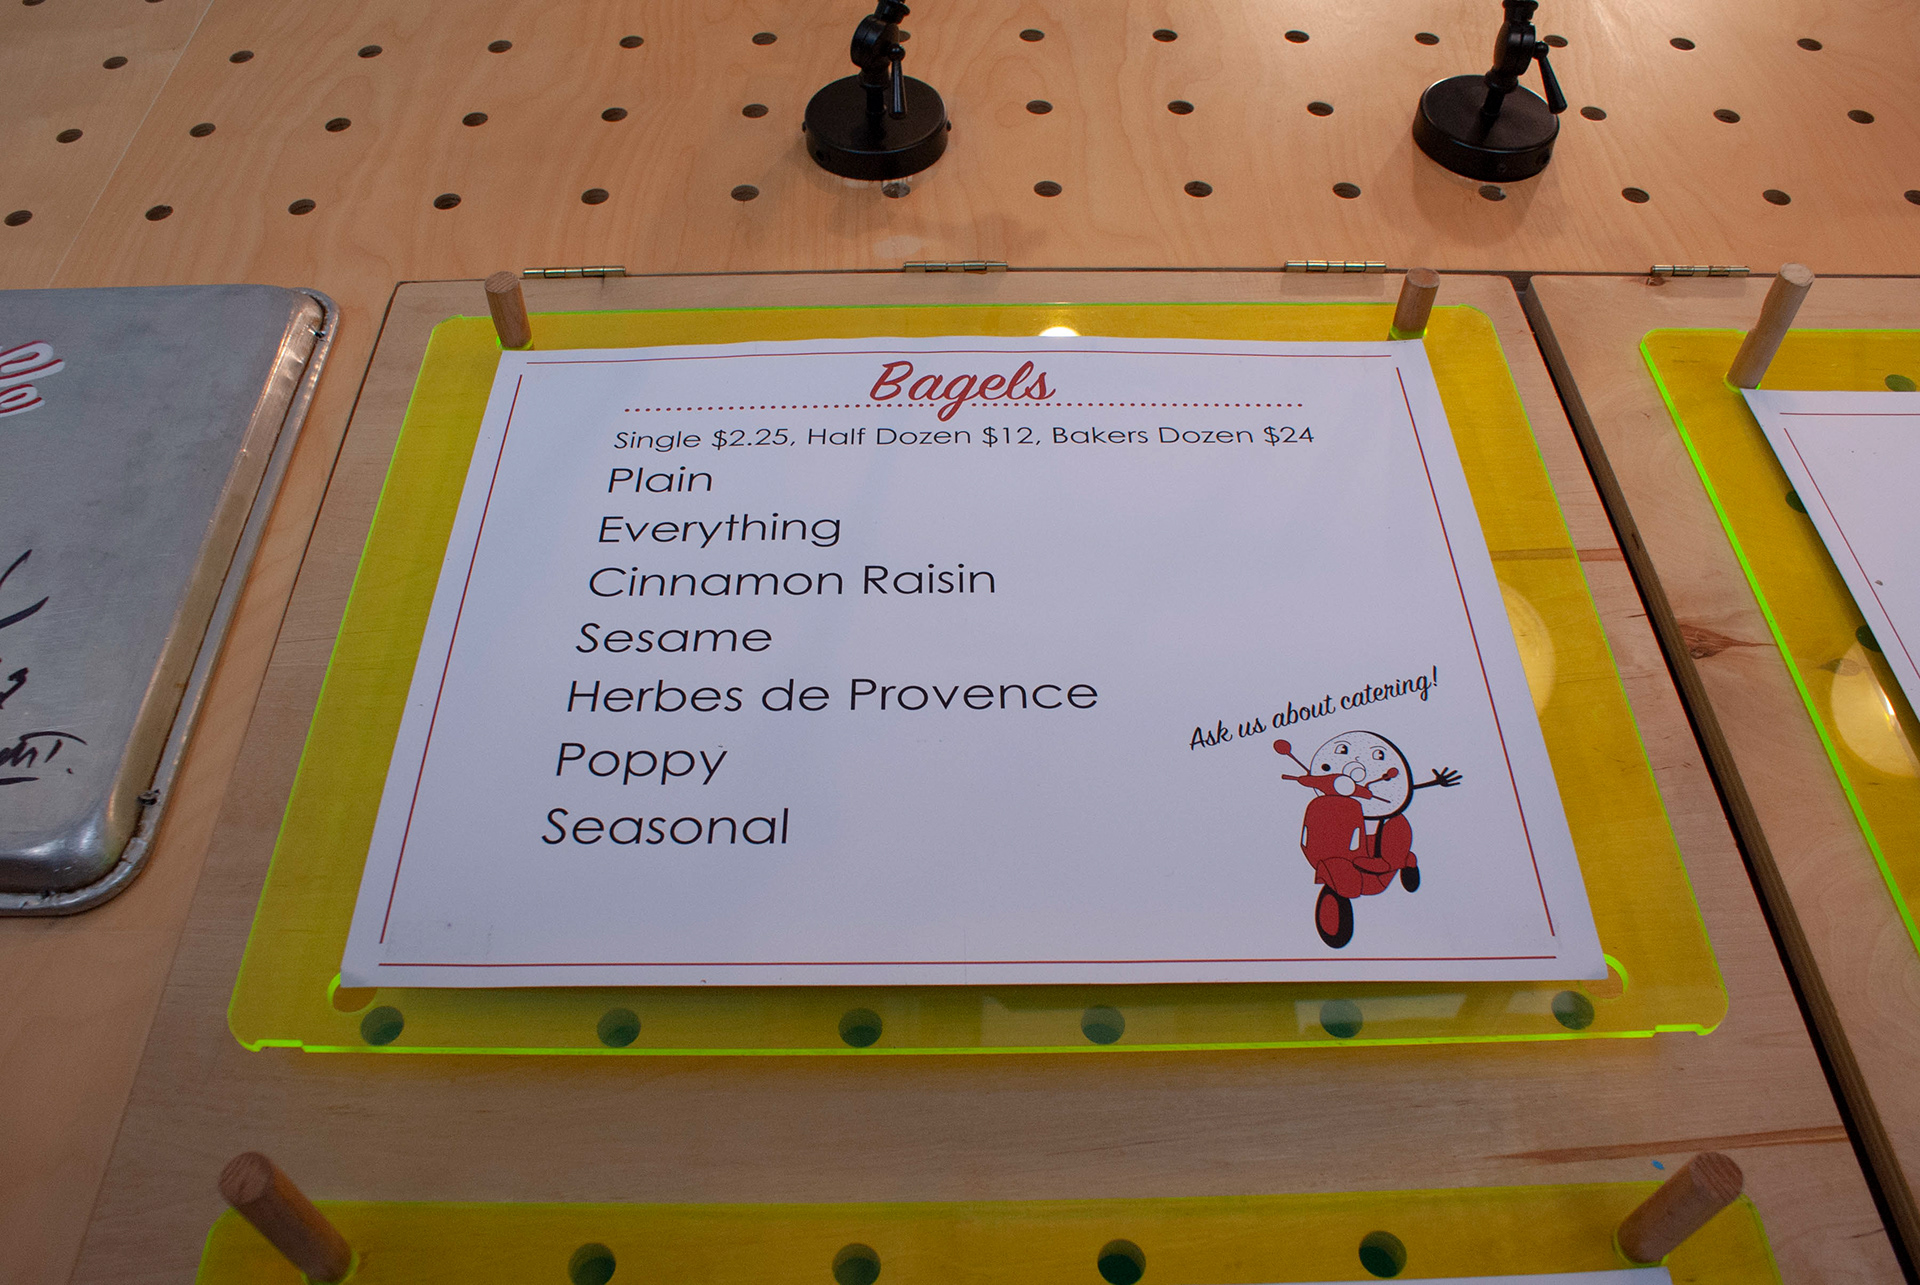 Bagels
Single $2.25, Half Dozen $12, Bakers Dozen $24
Plain
Everything
Cinnamon Raisin
Sesame
Herbes de Provence
Poppy
Seasonal
Ask us about catering!